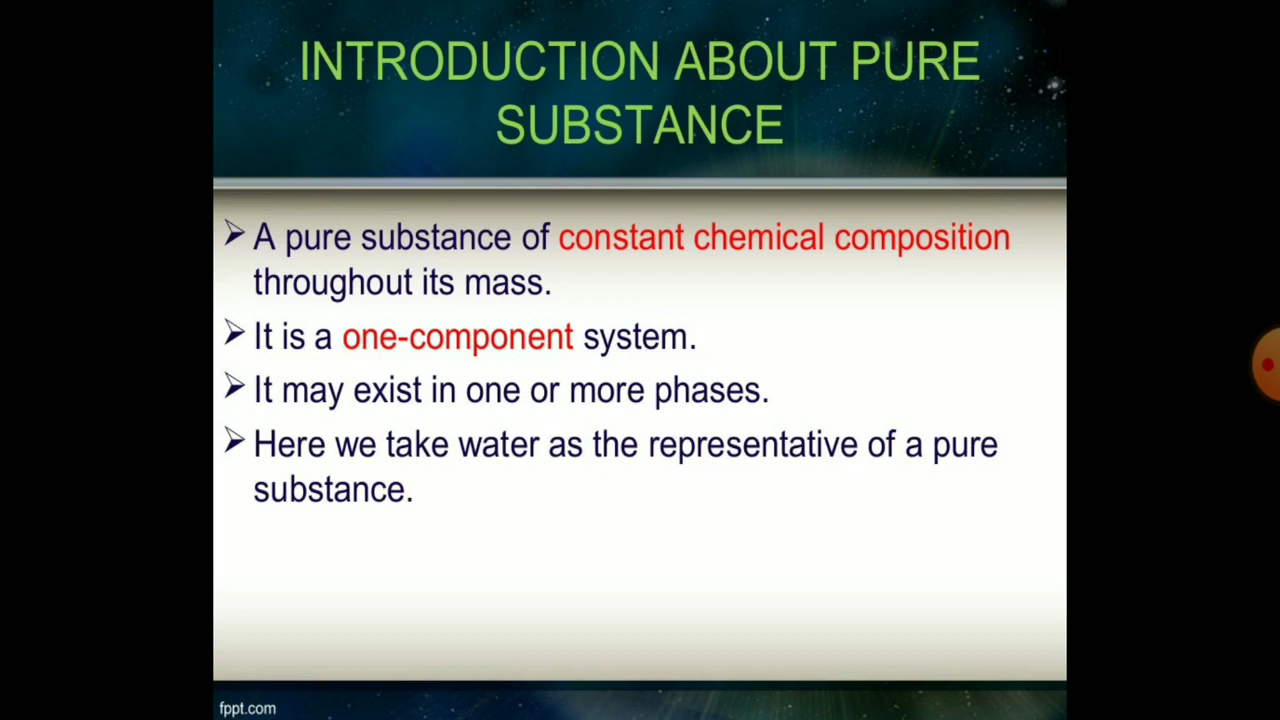 INTRODUCTION ABOUT PURE
SUBSTANCE
A pure substance of constant chemical composition
throughout its mass.
It is a one-component system.
It may exist in one or more phases.
Here we take water as the representative of a pure
substance.
fppt.com